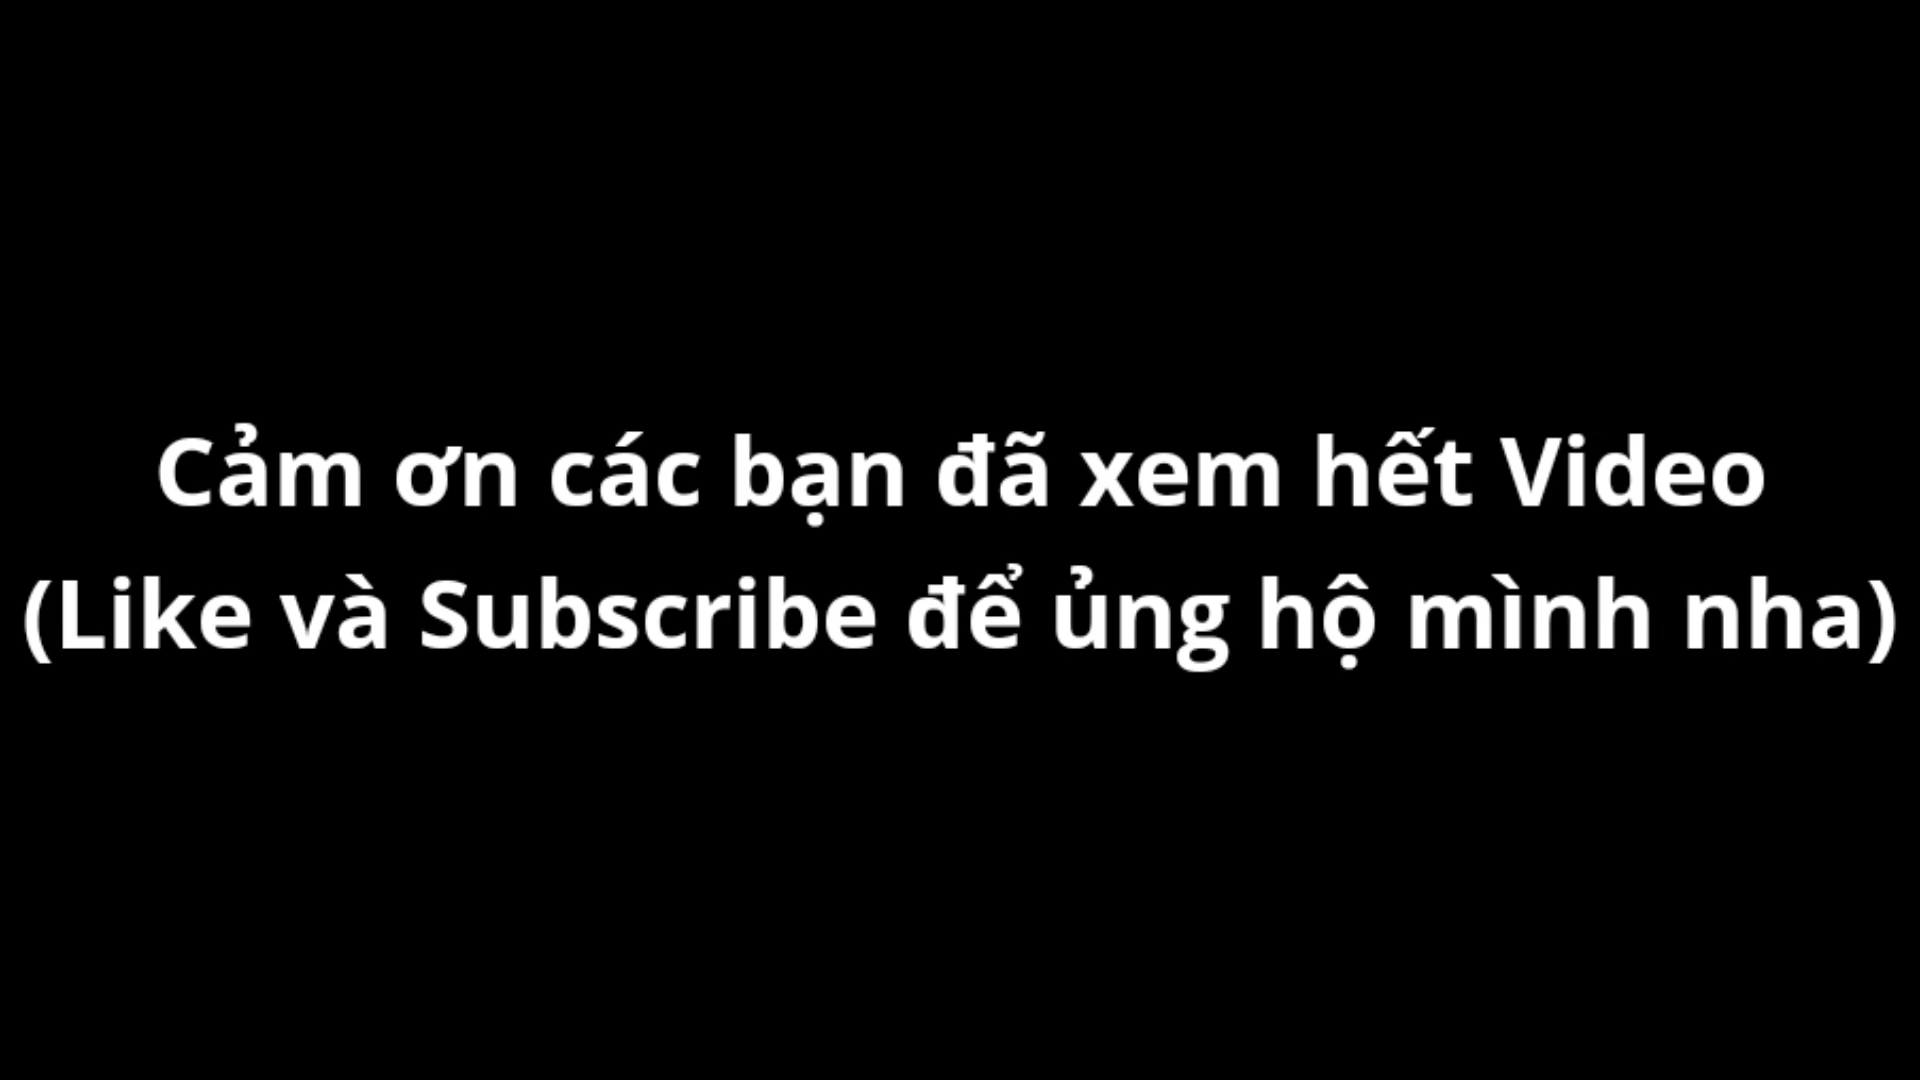 Cảm ơn các bạn đã xem hết Video
(Like và Subscribe để ủng hộ mình nha)